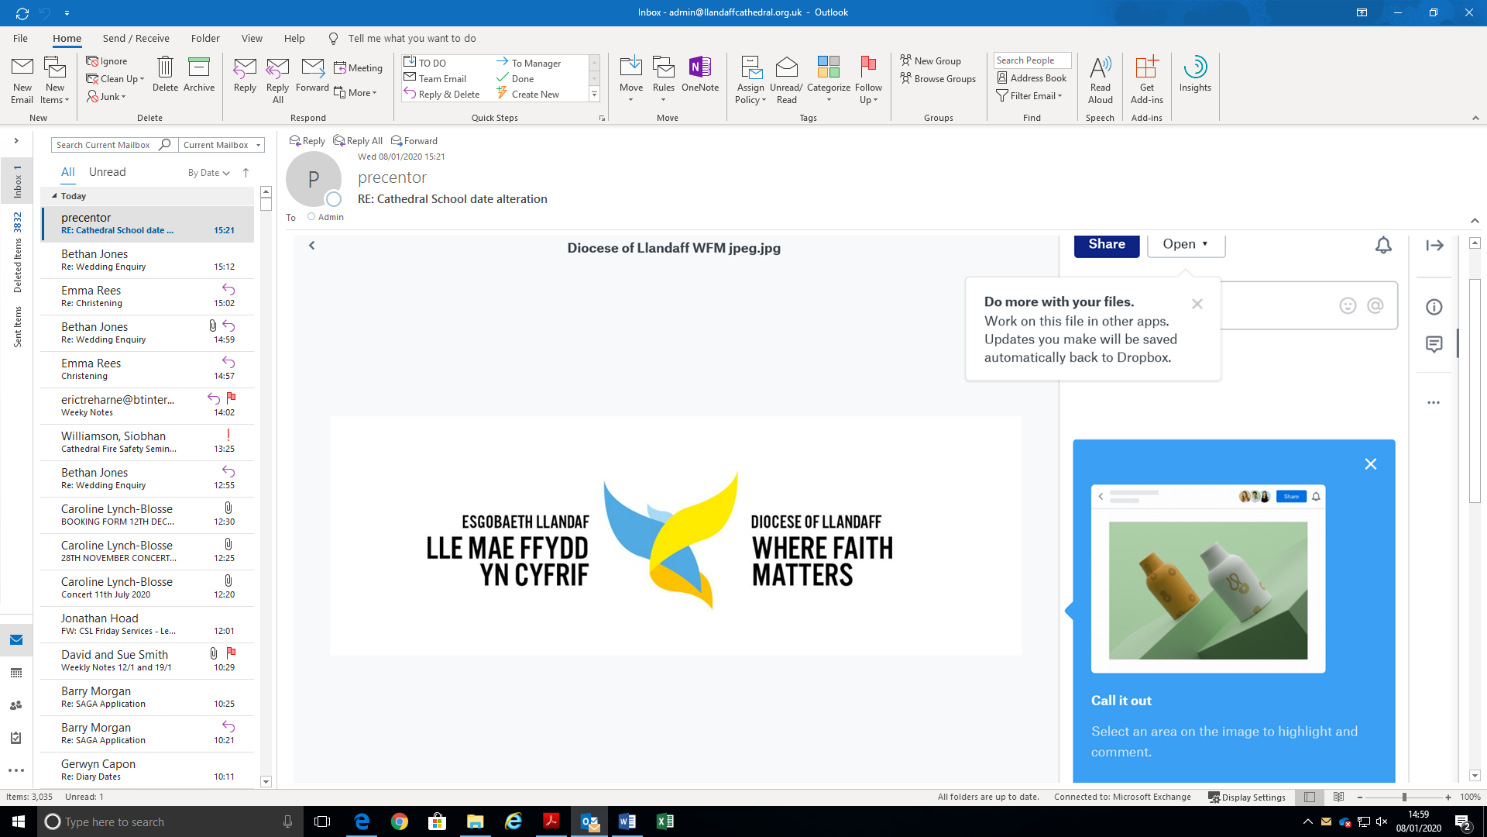 Inbox - admin@llandaffcathedral.org.uk - Outlook
File Home Send / Receive Folder View Help Tell me what you want to do
New Email
New Items
Ignore
Clean Up
Junk
Delete
Archive
Reply
Reply All
Forward
Meeting
More
TO DO
Team Email
Reply & Delete
To Manager
Done
Create New
Move
Rules
OneNote
Assign Policy
Unread/ Read
Categorize
Follow Up
New Group
Browse Groups
Search People
Address Book
Filter Email
Read Aloud
Get Add-ins
Insights
New Delete Respond Quick Steps Move Tags Groups Find Speech Add-ins
Inbox 1
Deleted Items 3832
Sent Items
Search Current Mailbox Current Mailbox
All Unread By Date
Today
precentor
RE: Cathedral School date ... 15:21
Bethan Jones
Re: Wedding Enquiry 15:12
Emma Rees
Re: Christening 15:02
Bethan Jones
Re: Wedding Enquiry 14:59
Emma Rees
Christening 14:57
erictreharne@btinter...
Weeky Notes 14:02
Williamson, Siobhan
Cathedral Fire Safety Semin... 13:25
Bethan Jones
Re: Wedding Enquiry 12:55
Caroline Lynch-Blosse
BOOKING FORM 12TH DEC... 12:30
Caroline Lynch-Blosse
28TH NOVEMBER CONCERT... 12:25
Caroline Lynch-Blosse
Concert 11th July 2020 12:20
Jonathan Hoad
FW: CSL Friday Services - Le... 12:01
David and Sue Smith
Weekly Notes 12/1 and 19/1 10:29
Barry Morgan
Re: SAGA Application 10:25
Barry Morgan
Re: SAGA Application 10:21
Gerwyn Capon
Re: Diary Dates 10:11
Reply Reply All Forward
Wed 08/01/2020 15:21
P
precentor
RE: Cathedral School date alteration
To Admin
Diocese of Llandaff WFM jpeg.jpg
Share Open
Do more with your files.
Work on this file in other apps.
Updates you make will be saved
automatically back to Dropbox.
ESGOBAETH LLANDAF
LLE MAE FFYDD
YN CYFRIF
DIOCESE OF LLANDAFF
WHERE FAITH
MATTERS
Share
Call it out
Select an area on the image to highlight and
comment.
Items: 3,035 Unread: 1
All folders are up to date. Connected to: Microsoft Exchange Display Settings 100%
Type here to search
14:59
08/01/2020
2